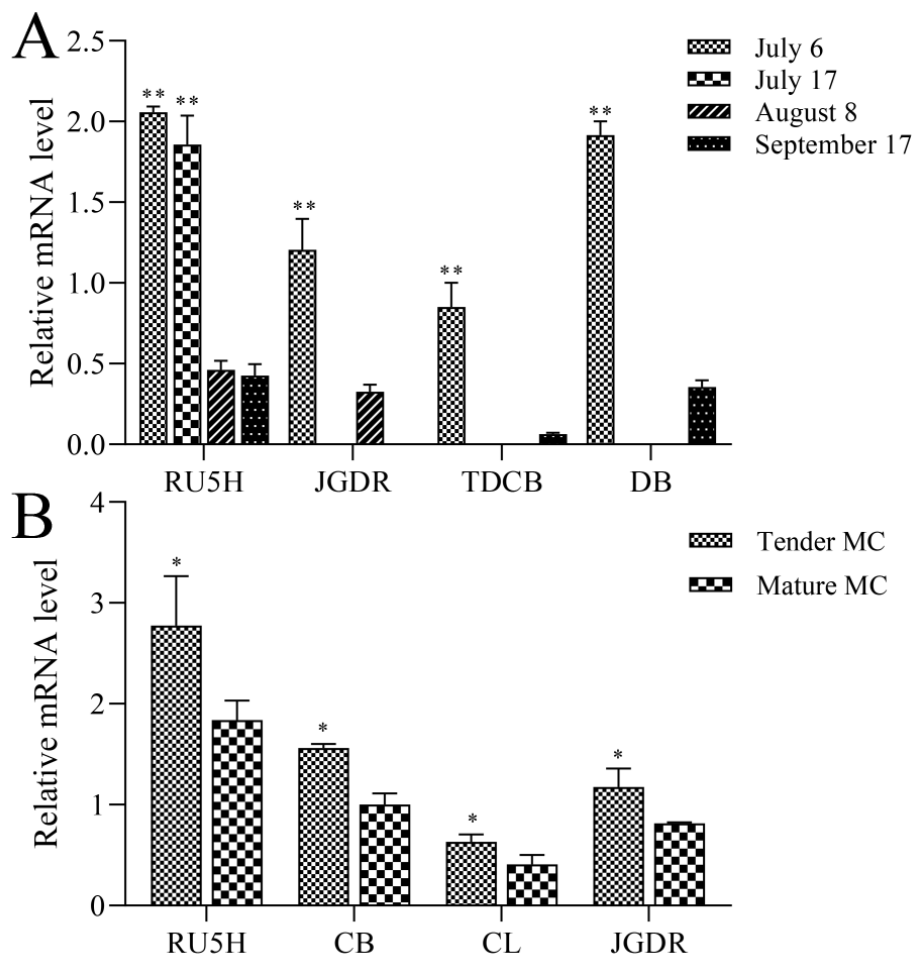 A
Relative mRNA level
2.5
2.0
1.5
1.0
0.5
0.0
** ** ** ** **
July 6
July 17
August 8
September 17
RU5H JGDR TDCB DB
B
Relative mRNA level
4
3
2
1
0
* * * *
Tender MC
Mature MC
RU5H CB CL JGDR